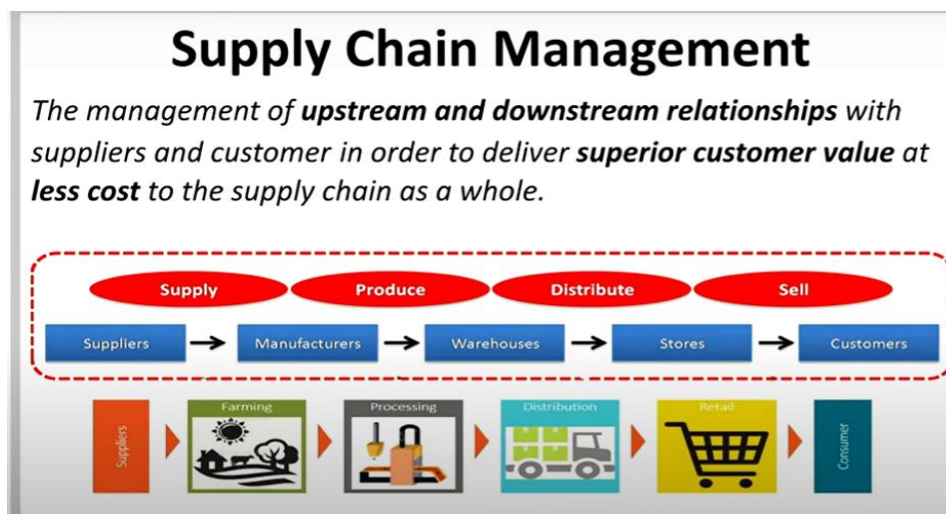 Supply Chain Management
The management of upstream and downstream relationships with
suppliers and customer in order to deliver superior customer value at
less cost to the supply chain as a whole.
Supply Produce Distribute Sell
Suppliers Manufacturers Warehouses Stores Customers
Suppliers Farming Processing Distribution Retail Consumer